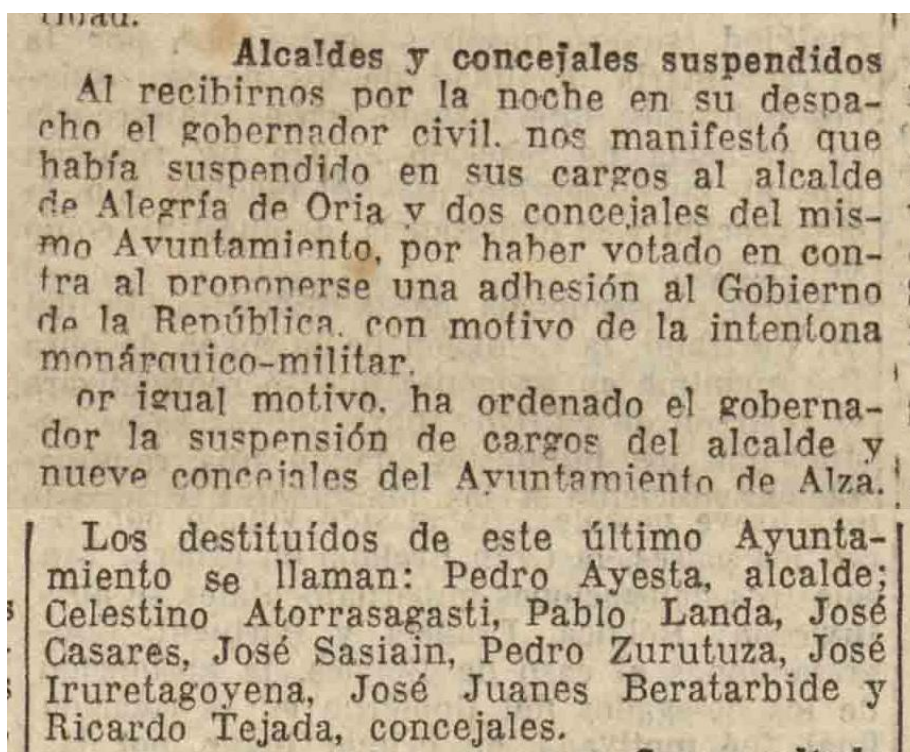 Alcaldes y concejales suspendidos
Al recibirnos por la noche en su despa-
cho el gobernador civil. nos manifestó que
había suspendido en sus cargos al alcalde
de Alegría de Oria y dos concejales del mis-
mo Ayuntamiento, por haber votado en con-
tra al proponerse una adhesión al Gobierno
de la República. con motivo de la intentona
monárquico-militar.
or igual motivo. ha ordenado el goberna-
dor la suspensión de cargos del alcalde y
nueve concejales del Ayuntamiento de Alza.
Los destituídos de este último Ayunta-
miento se llaman: Pedro Ayesta, alcalde;
Celestino Atorrasagasti, Pablo Landa, José
Casares, José Sasiain, Pedro Zurutuza, José
Iruretagoyena, José Juanes Beratarbide y
Ricardo Tejada, concejales.